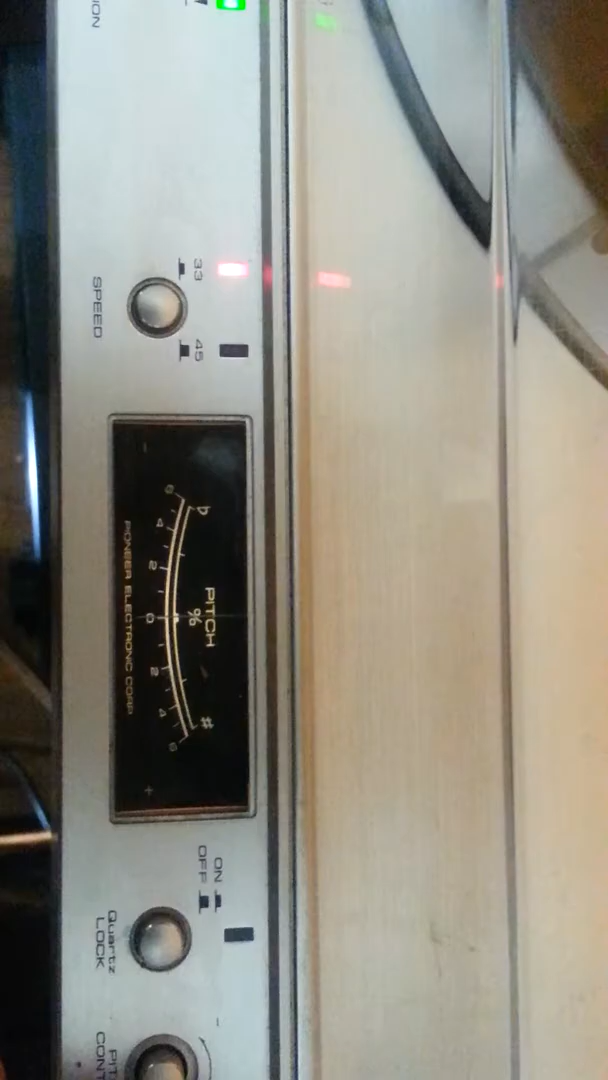 33 45
SPEED
PITCH
%
6 4 2 0 2 4 6
♭ #
- +
PIONEER ELECTRONIC CORP.
ON
OFF
Quartz
LOCK
-